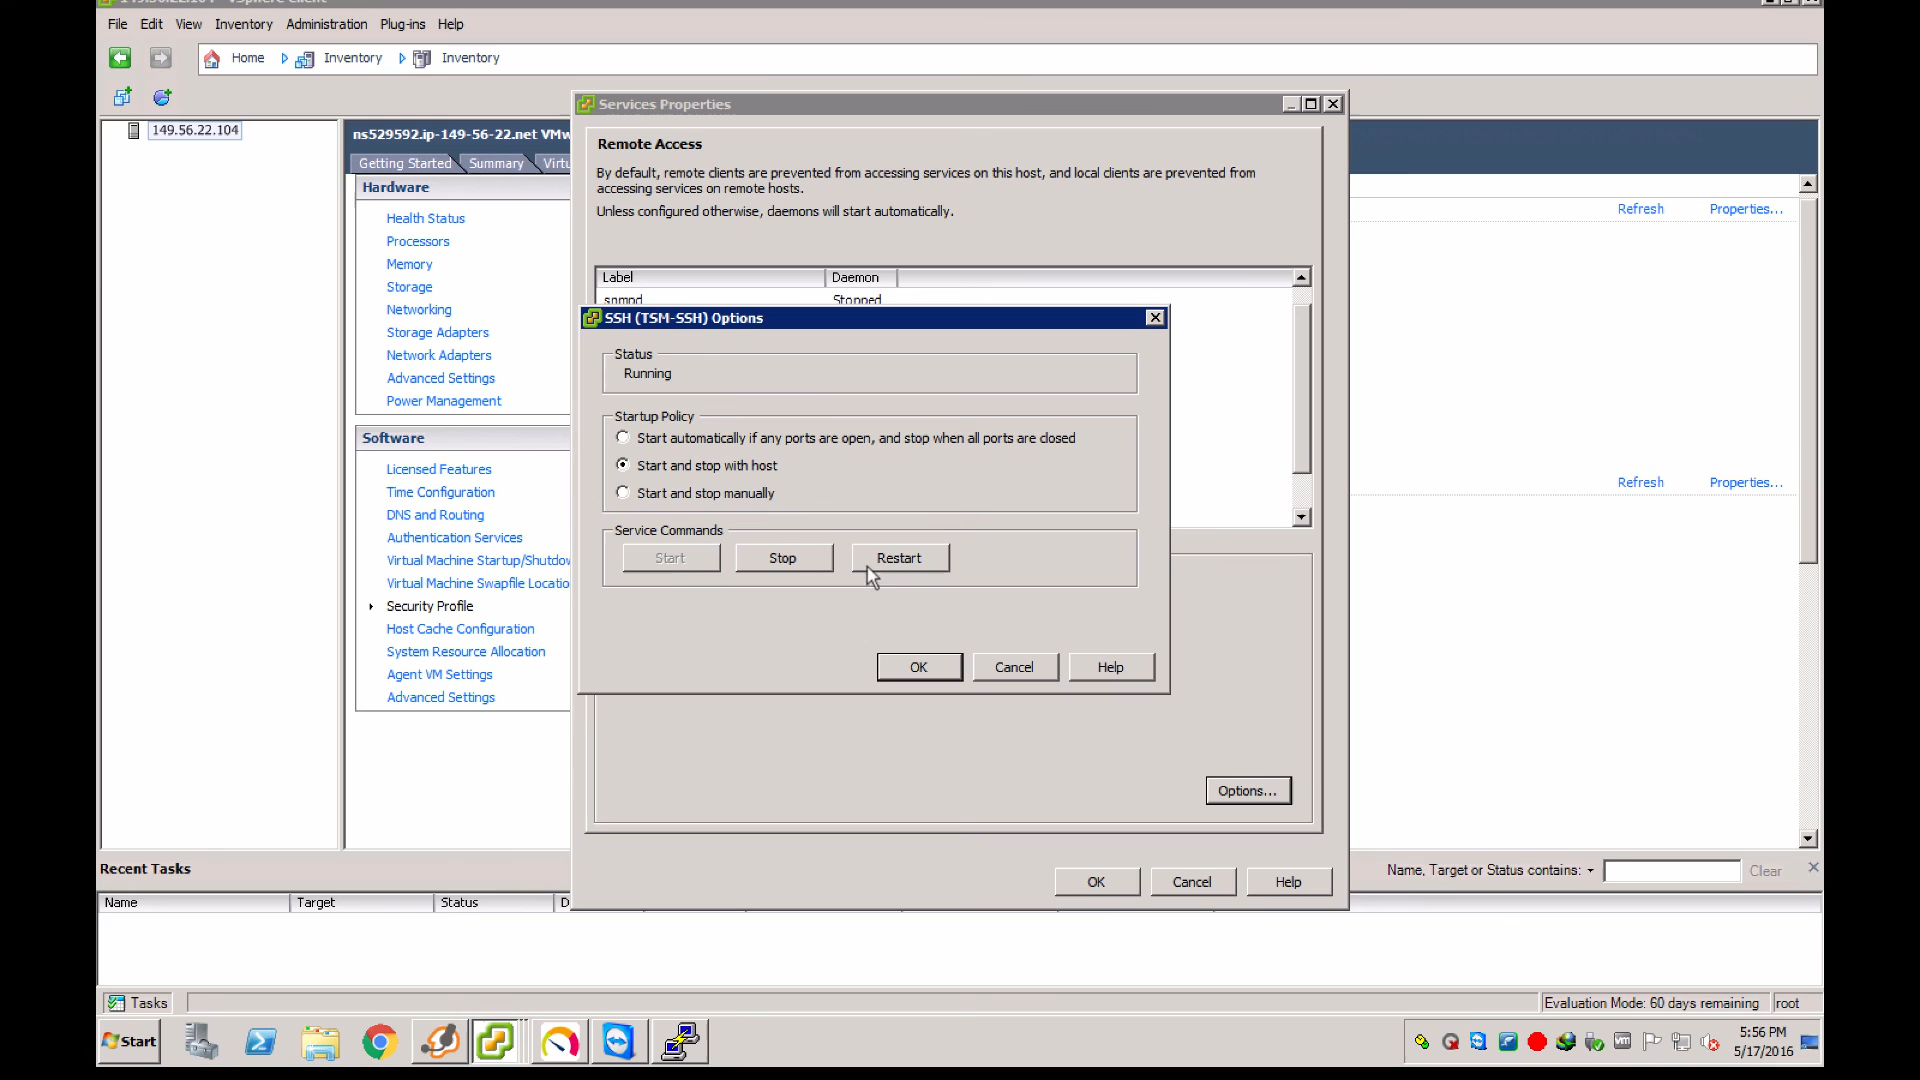 File Edit View Inventory Administration Plug-ins Help
Home Inventory Inventory
149.56.22.104
ns529592.ip-149-56-22.net VMw
Getting Started Summary Virtu
Hardware
Health Status
Processors
Memory
Storage
Networking
Storage Adapters
Network Adapters
Advanced Settings
Power Management
Software
Licensed Features
Time Configuration
DNS and Routing
Authentication Services
Virtual Machine Startup/Shutdow
Virtual Machine Swapfile Locatio
Security Profile
Host Cache Configuration
System Resource Allocation
Agent VM Settings
Advanced Settings
Refresh Properties...
Refresh Properties...
Services Properties
Remote Access
By default, remote clients are prevented from accessing services on this host, and local clients are prevented from
accessing services on remote hosts.
Unless configured otherwise, daemons will start automatically.
Label Daemon
snmpd Stopped
SSH (TSM-SSH) Options
Status
Running
Startup Policy
Start automatically if any ports are open, and stop when all ports are closed
Start and stop with host
Start and stop manually
Service Commands
Start Stop Restart
OK Cancel Help
Options...
OK Cancel Help
Recent Tasks
Name, Target or Status contains: Clear
Name Target Status D
Tasks
Evaluation Mode: 60 days remaining root
Start
5:56 PM
5/17/2016